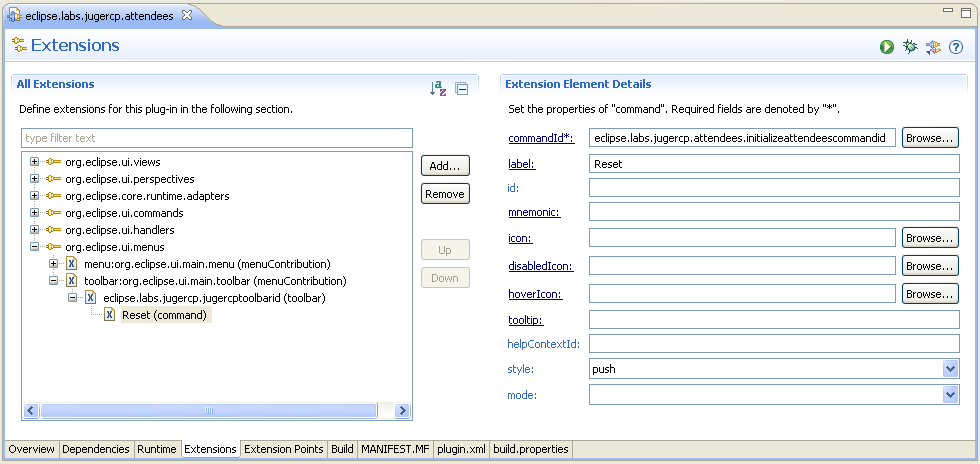 eclipse.labs.jugercp.attendees
Extensions
All Extensions
Define extensions for this plug-in in the following section.
type filter text
org.eclipse.ui.views
org.eclipse.ui.perspectives
org.eclipse.core.runtime.adapters
org.eclipse.ui.commands
org.eclipse.ui.handlers
org.eclipse.ui.menus
menu:org.eclipse.ui.main.menu (menuContribution)
toolbar:org.eclipse.ui.main.toolbar (menuContribution)
eclipse.labs.jugercp.jugercptoolbarid (toolbar)
Reset (command)
Add...
Remove
Up
Down
Extension Element Details
Set the properties of "command". Required fields are denoted by "*".
commandId*: eclipse.labs.jugercp.attendees.initializeattendeescommandid Browse...
label: Reset
id:
mnemonic:
icon: Browse...
disabledIcon: Browse...
hoverIcon: Browse...
tooltip:
helpContextId:
style: push
mode:
Overview Dependencies Runtime Extensions Extension Points Build MANIFEST.MF plugin.xml build.properties